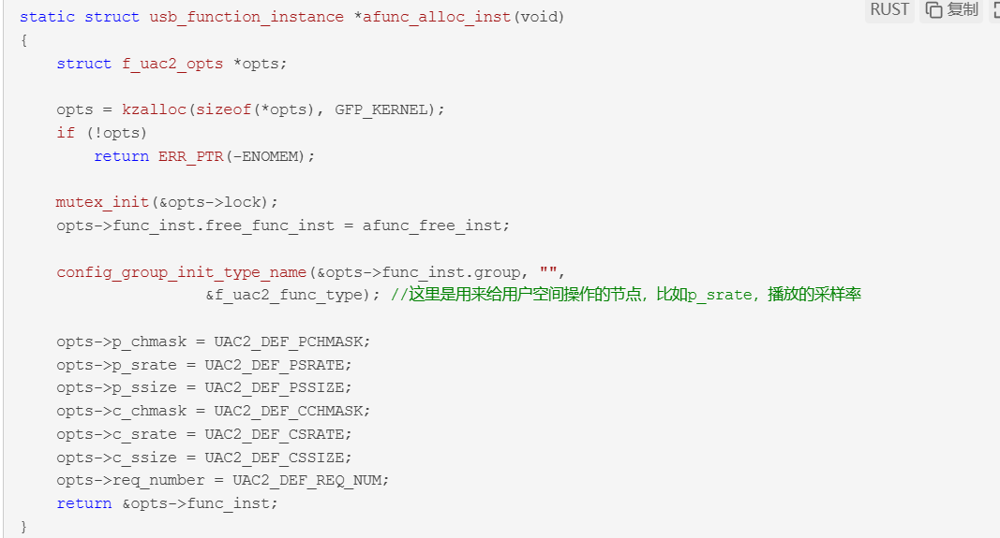 RUST 复制
static struct usb_function_instance *afunc_alloc_inst(void)
{
    struct f_uac2_opts *opts;

    opts = kzalloc(sizeof(*opts), GFP_KERNEL);
    if (!opts)
        return ERR_PTR(-ENOMEM);

    mutex_init(&opts->lock);
    opts->func_inst.free_func_inst = afunc_free_inst;

    config_group_init_type_name(&opts->func_inst.group, "",
                    &f_uac2_func_type); //这里是用来给用户空间操作的节点，比如p_srate，播放的采样率

    opts->p_chmask = UAC2_DEF_PCHMASK;
    opts->p_srate = UAC2_DEF_PSRATE;
    opts->p_ssize = UAC2_DEF_PSSIZE;
    opts->c_chmask = UAC2_DEF_CCHMASK;
    opts->c_srate = UAC2_DEF_CSRATE;
    opts->c_ssize = UAC2_DEF_CSSIZE;
    opts->req_number = UAC2_DEF_REQ_NUM;
    return &opts->func_inst;
}